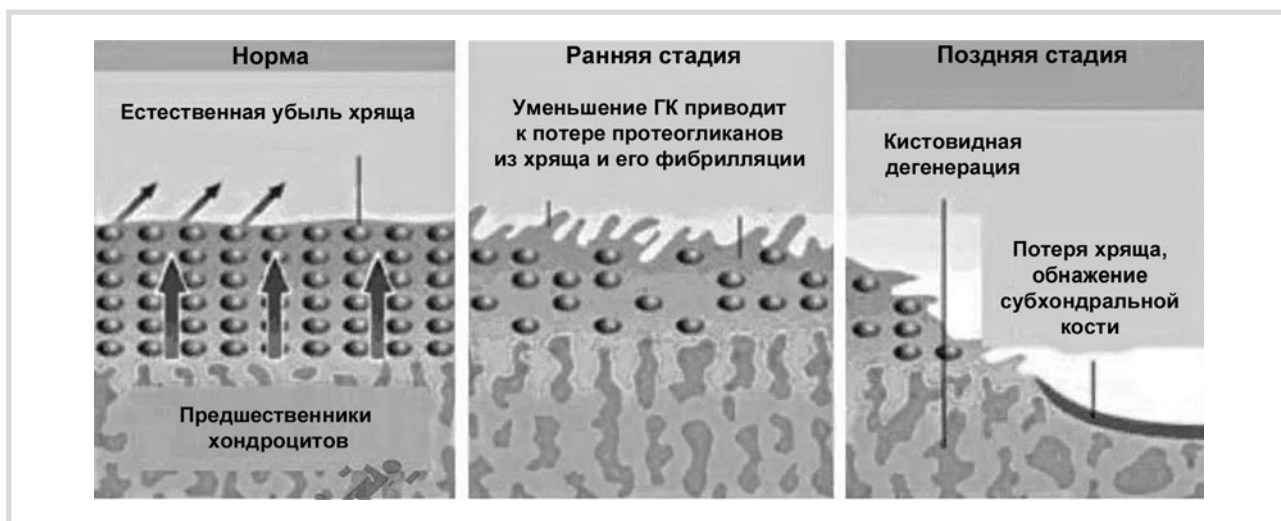 Норма
Естественная убыль хряща
Предшественники
хондроцитов
Ранняя стадия
Уменьшение ГК приводит
к потере протеогликанов
из хряща и его фибрилляции
Поздняя стадия
Кистовидная
дегенерация
Потеря хряща,
обнажение
субхондральной
кости